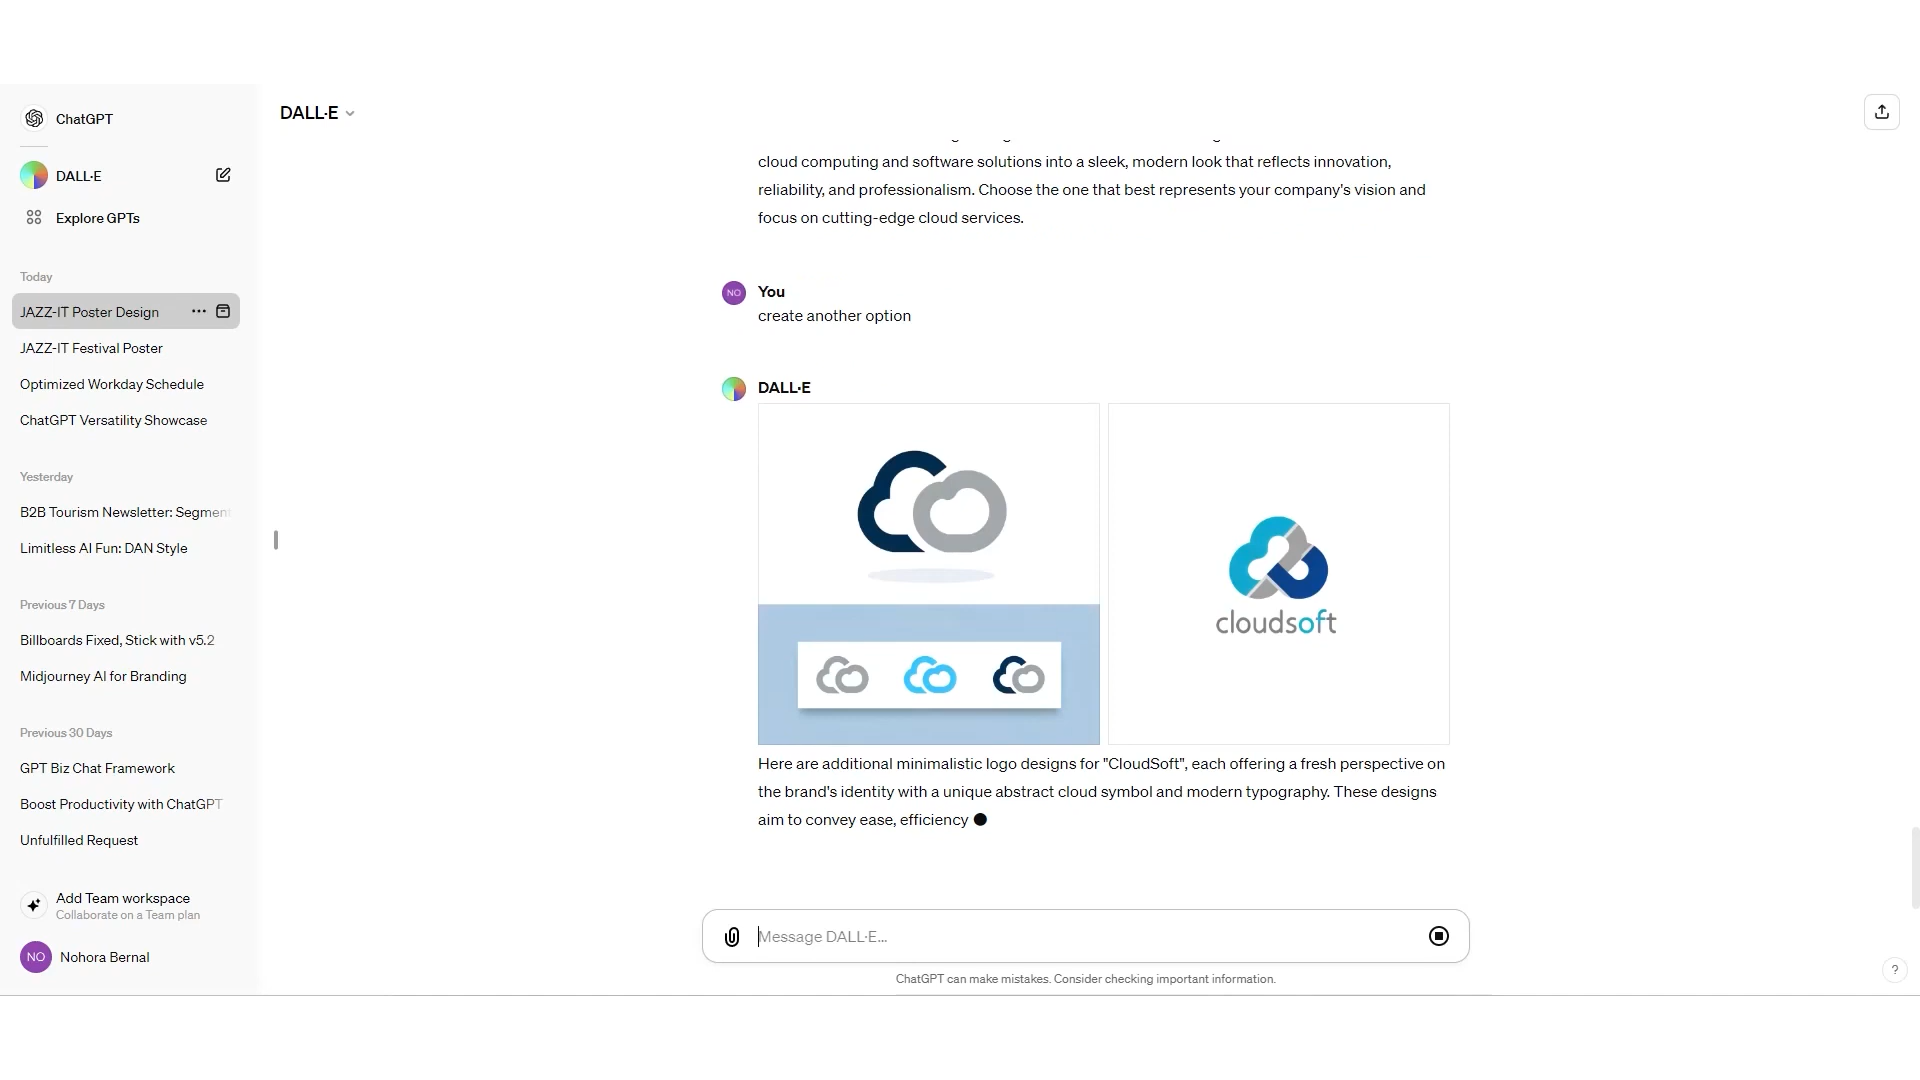 ChatGPT
DALL·E
Explore GPTs
Today
JAZZ-IT Poster Design
JAZZ-IT Festival Poster
Optimized Workday Schedule
ChatGPT Versatility Showcase
Yesterday
B2B Tourism Newsletter: Segment
Limitless AI Fun: DAN Style
Previous 7 Days
Billboards Fixed, Stick with v5.2
Midjourney AI for Branding
Previous 30 Days
GPT Biz Chat Framework
Boost Productivity with ChatGPT
Unfulfilled Request
Add Team workspace
Collaborate on a Team plan
NO Nohora Bernal
DALL·E
cloud computing and software solutions into a sleek, modern look that reflects innovation,
reliability, and professionalism. Choose the one that best represents your company's vision and
focus on cutting-edge cloud services.
NO You
create another option
DALL·E
cloudsoft
Here are additional minimalistic logo designs for "CloudSoft", each offering a fresh perspective on
the brand's identity with a unique abstract cloud symbol and modern typography. These designs
aim to convey ease, efficiency
Message DALL·E...
ChatGPT can make mistakes. Consider checking important information.
?